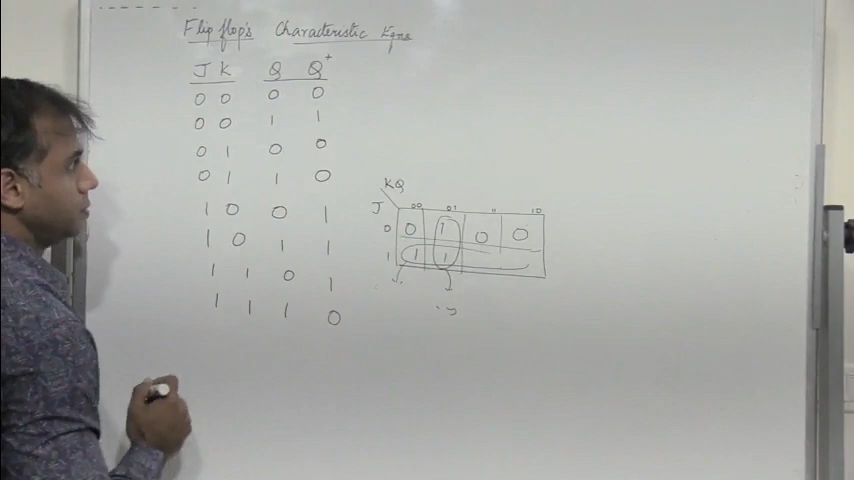 Flip flop's Characteristic Eqns
J K Q Q+
0 0 0 0
0 0 1 1
0 1 0 0
0 1 1 0
1 0 0 1
1 0 1 1
1 1 0 1
1 1 1 0
KQ
J 00 01 11 10
0 0 1 0 0
1 1 1